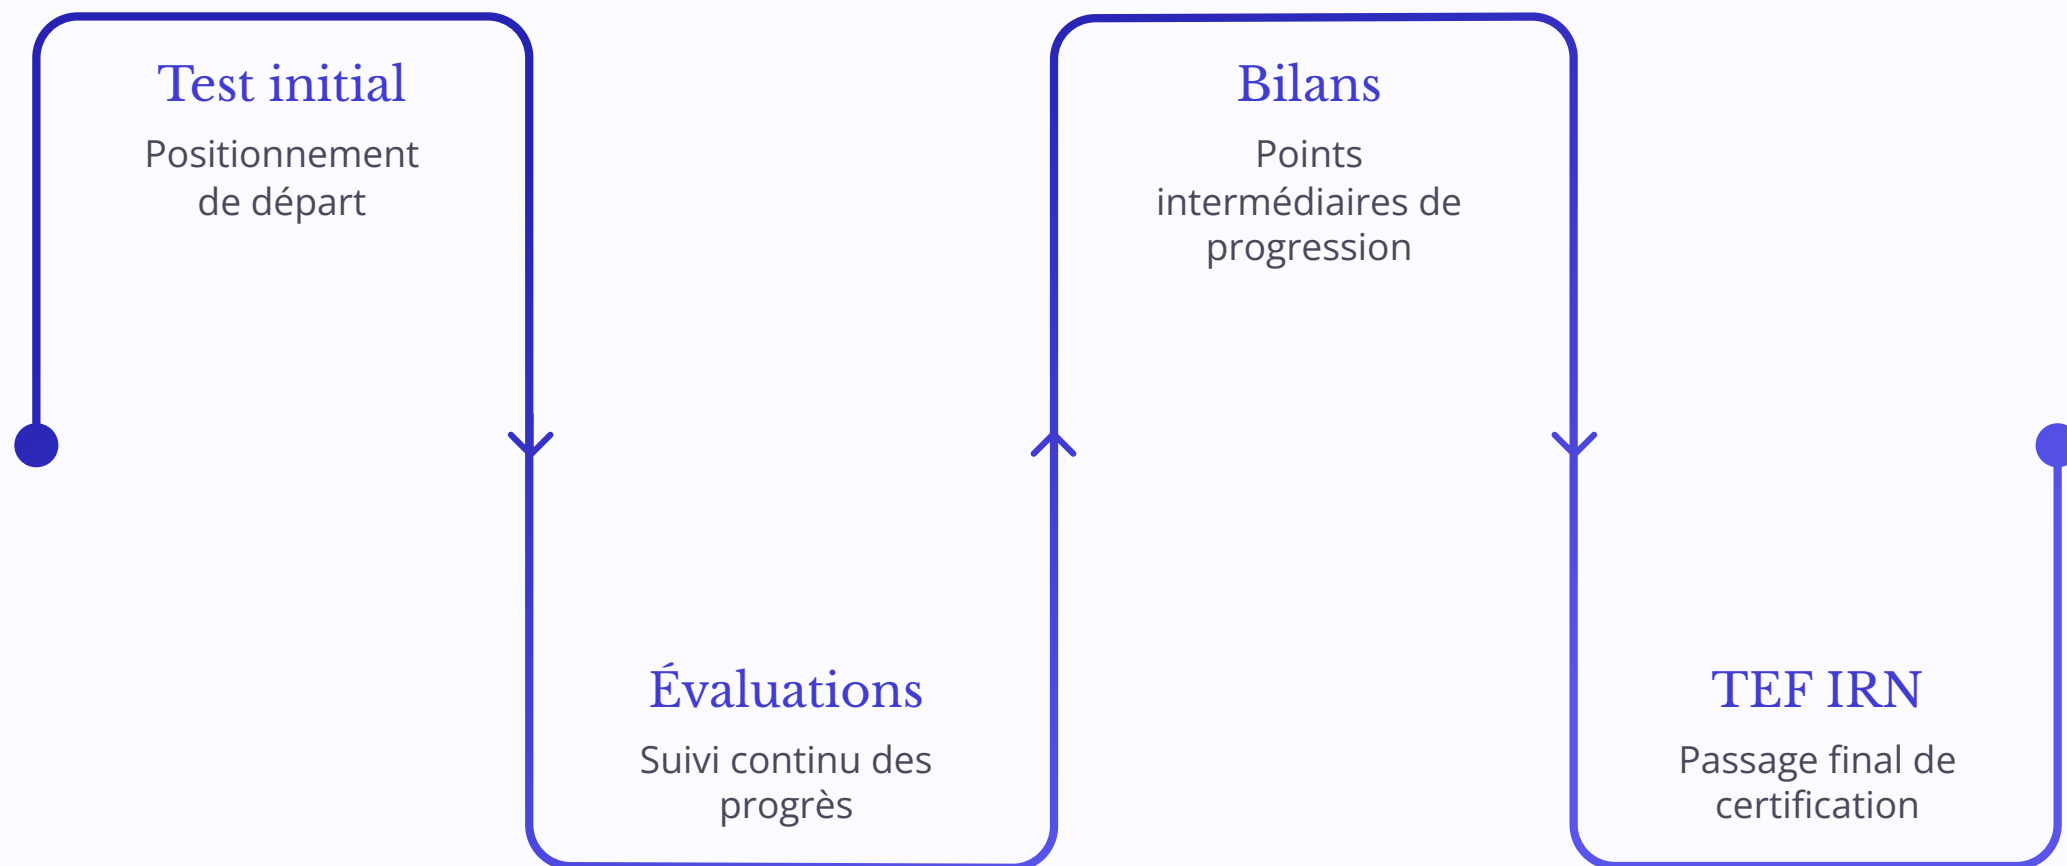 Test initial
Positionnement
de départ
Évaluations
Suivi continu des
progrès
Bilans
Points
intermédiaires de
progression
TEF IRN
Passage final de
certification